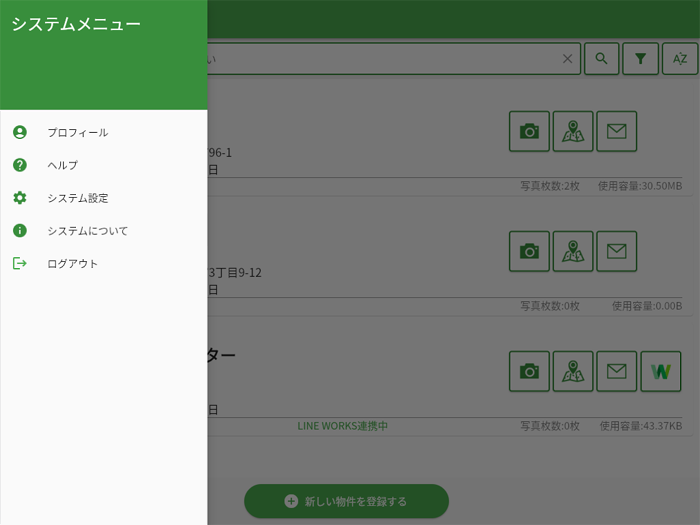 システムメニュー
プロフィール
ヘルプ
システム設定
システムについて
ログアウト
い
AZ
96-1
日
写真枚数:2枚 使用容量:30.50MB
3丁目9-12
日
写真枚数:0枚 使用容量:0.00B
ター
W
日
LINE WORKS連携中 写真枚数:0枚 使用容量:43.37KB
新しい物件を登録する